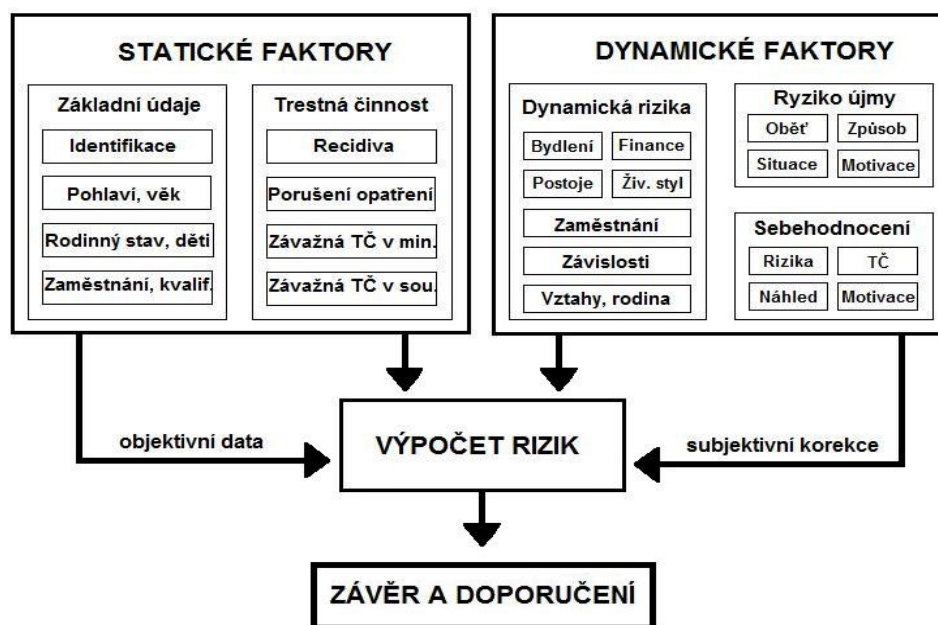 STATICKÉ FAKTORY
Základní údaje
Identifikace
Pohlaví, věk
Rodinný stav, děti
Zaměstnání, kvalif.
Trestná činnost
Recidiva
Porušení opatření
Závažná TČ v min.
Závažná TČ v sou.
DYNAMICKÉ FAKTORY
Dynamická rizika
Bydlení
Finance
Postoje
Živ. styl
Zaměstnání
Závislosti
Vztahy, rodina
Ryziko újmy
Oběť
Způsob
Situace
Motivace
Sebehodnocení
Rizika
TČ
Náhled
Motivace
objektivní data
VÝPOČET RIZIK
subjektivní korekce
ZÁVĚR A DOPORUČENÍ